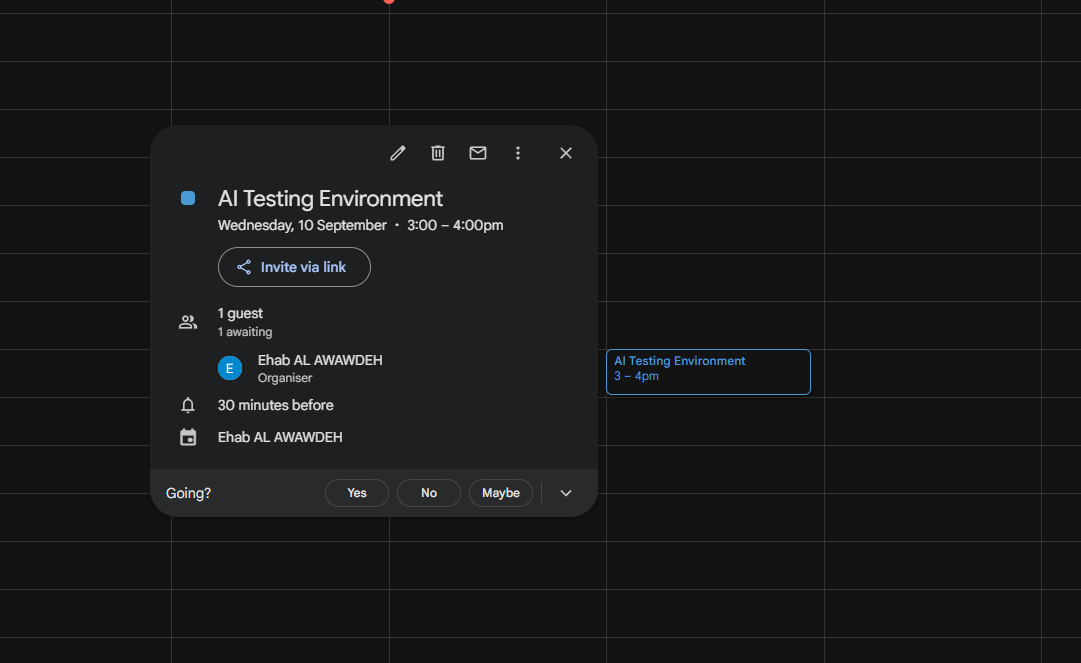 AI Testing Environment
Wednesday, 10 September · 3:00 – 4:00pm
Invite via link
1 guest
1 awaiting
E
Ehab AL AWAWDEH
Organiser
30 minutes before
Ehab AL AWAWDEH
Going?
Yes
No
Maybe
AI Testing Environment
3 – 4pm